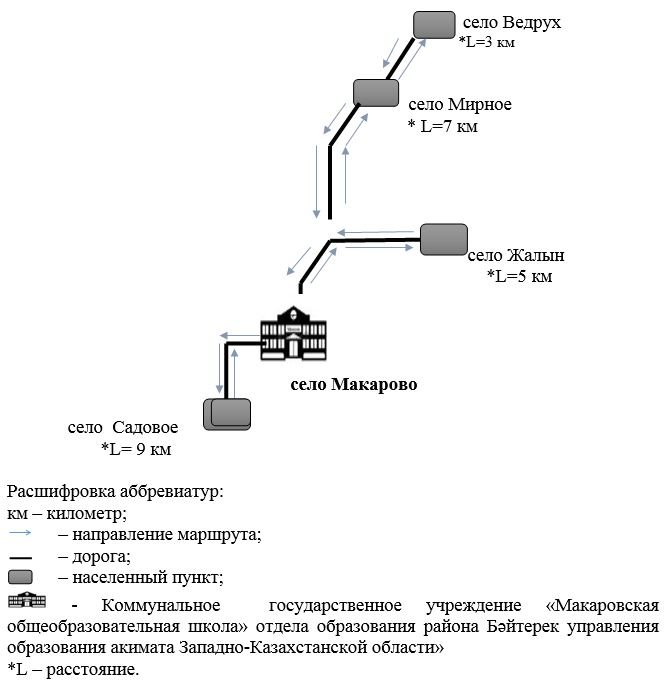 село Ведрух
*L=3 км
село Мирное
* L=7 км
село Жалын
*L=5 км
село Макарово
село Садовое
*L= 9 км
Расшифровка аббревиатур:
км – километр;
– направление маршрута;
– дорога;
– населенный пункт;
- Коммунальное государственное учреждение «Макаровская
общеобразовательная школа» отдела образования района Бәйтерек управления
образования акимата Западно-Казахстанской области»
*L – расстояние.